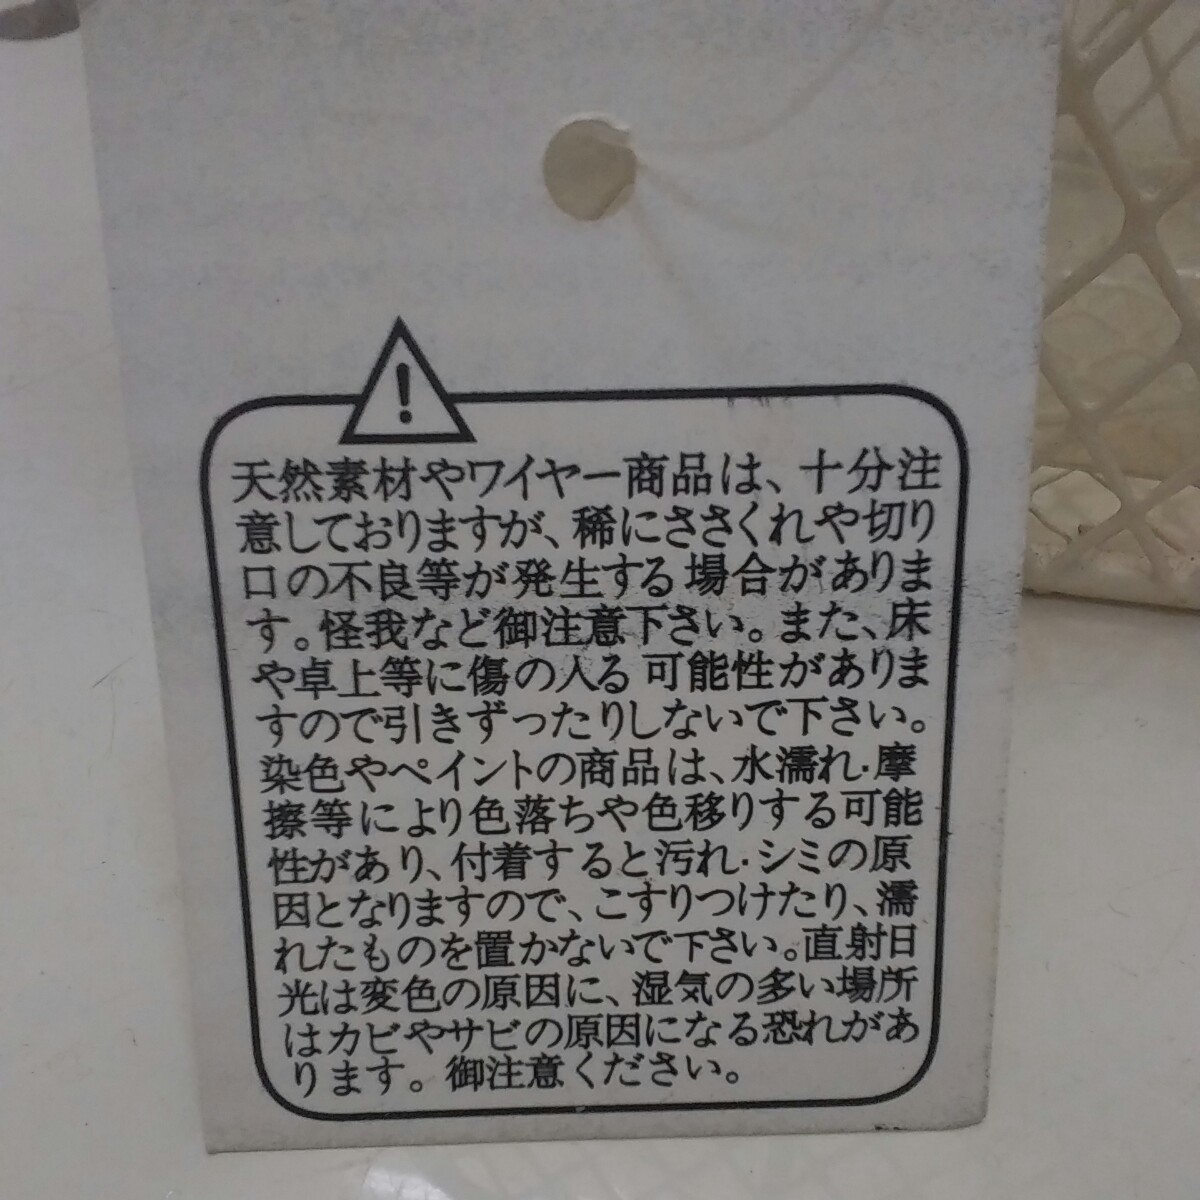 天然素材やワイヤー商品は、十分注
意しておりますが、稀にささくれや切り
口の不良等が発生する場合がありま
す。怪我など御注意下さい。また、床
や卓上等に傷の入る可能性がありま
すので引きずったりしないで下さい。
染色やペイントの商品は、水濡れ・摩
擦等により色落ちや色移りする可能
性があり、付着すると汚れ・シミの原
因となりますので、こすりつけたり、濡
れたものを置かないで下さい。直射日
光は変色の原因に、湿気の多い場所
はカビやサビの原因になる恐れがあ
ります。御注意ください。